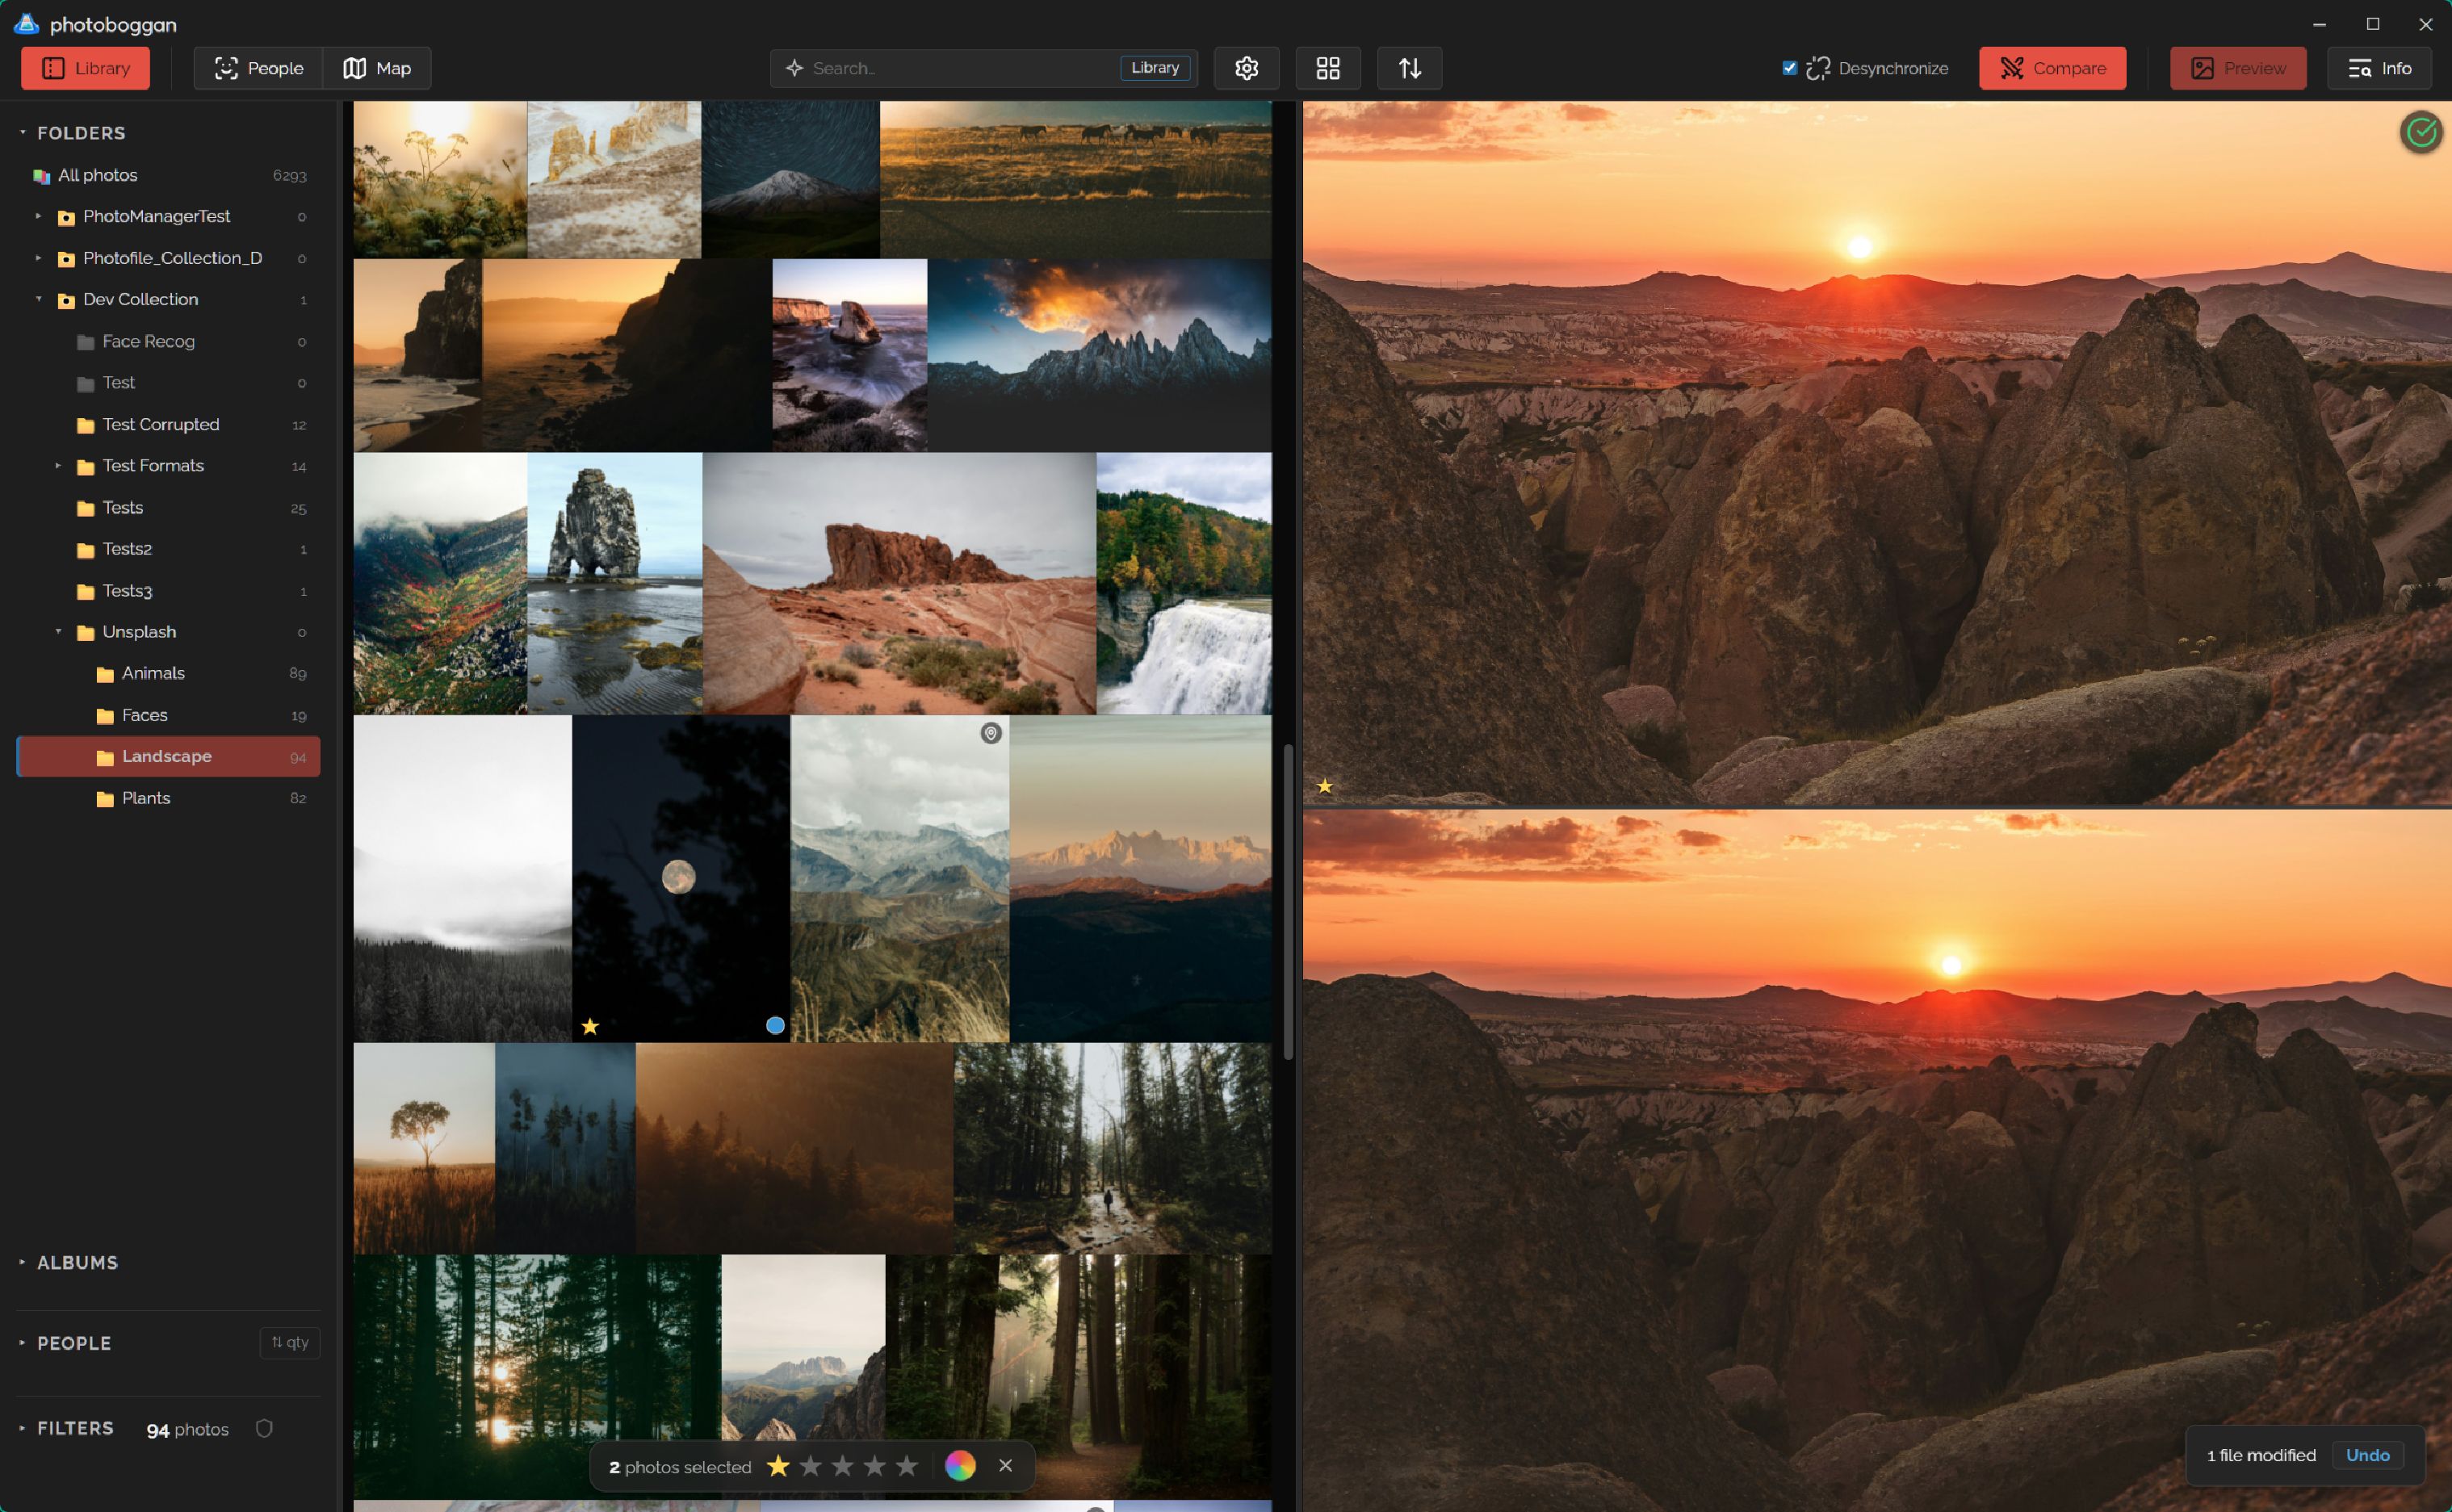 photoboggan
Library
People
Map
Search...
Library
Desynchronize
Compare
Preview
Info
FOLDERS
All photos 6293
PhotoManagerTest 0
Photofile_Collection_D 0
Dev Collection 1
Face Recog 0
Test 0
Test Corrupted 12
Test Formats 14
Tests 25
Tests2 1
Tests3 1
Unsplash 0
Animals 89
Faces 19
Landscape 94
Plants 82
ALBUMS
PEOPLE
qty
FILTERS 94 photos
2 photos selected
1 file modified Undo